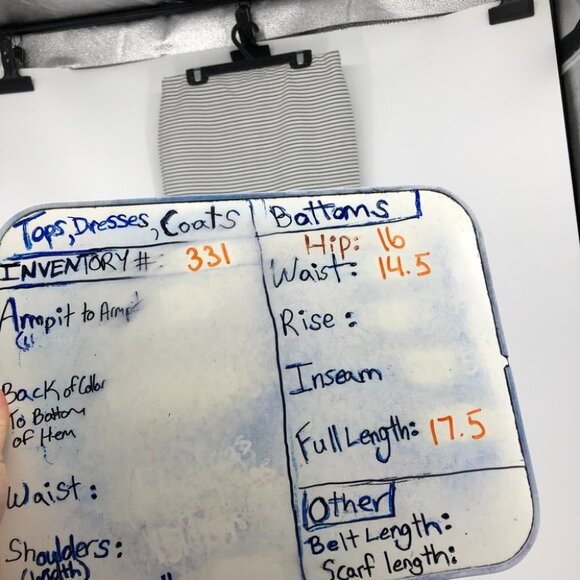 Tops, Dresses, Coats
INVENTORY #: 331
Armpit to Armpit
Back of Collar
To Bottom
of Hem
Waist:
Shoulders:
(width)
Bottoms
Hip: 16
Waist: 14.5
Rise:
Inseam
Full Length: 17.5
Other
Belt Length:
Scarf length: